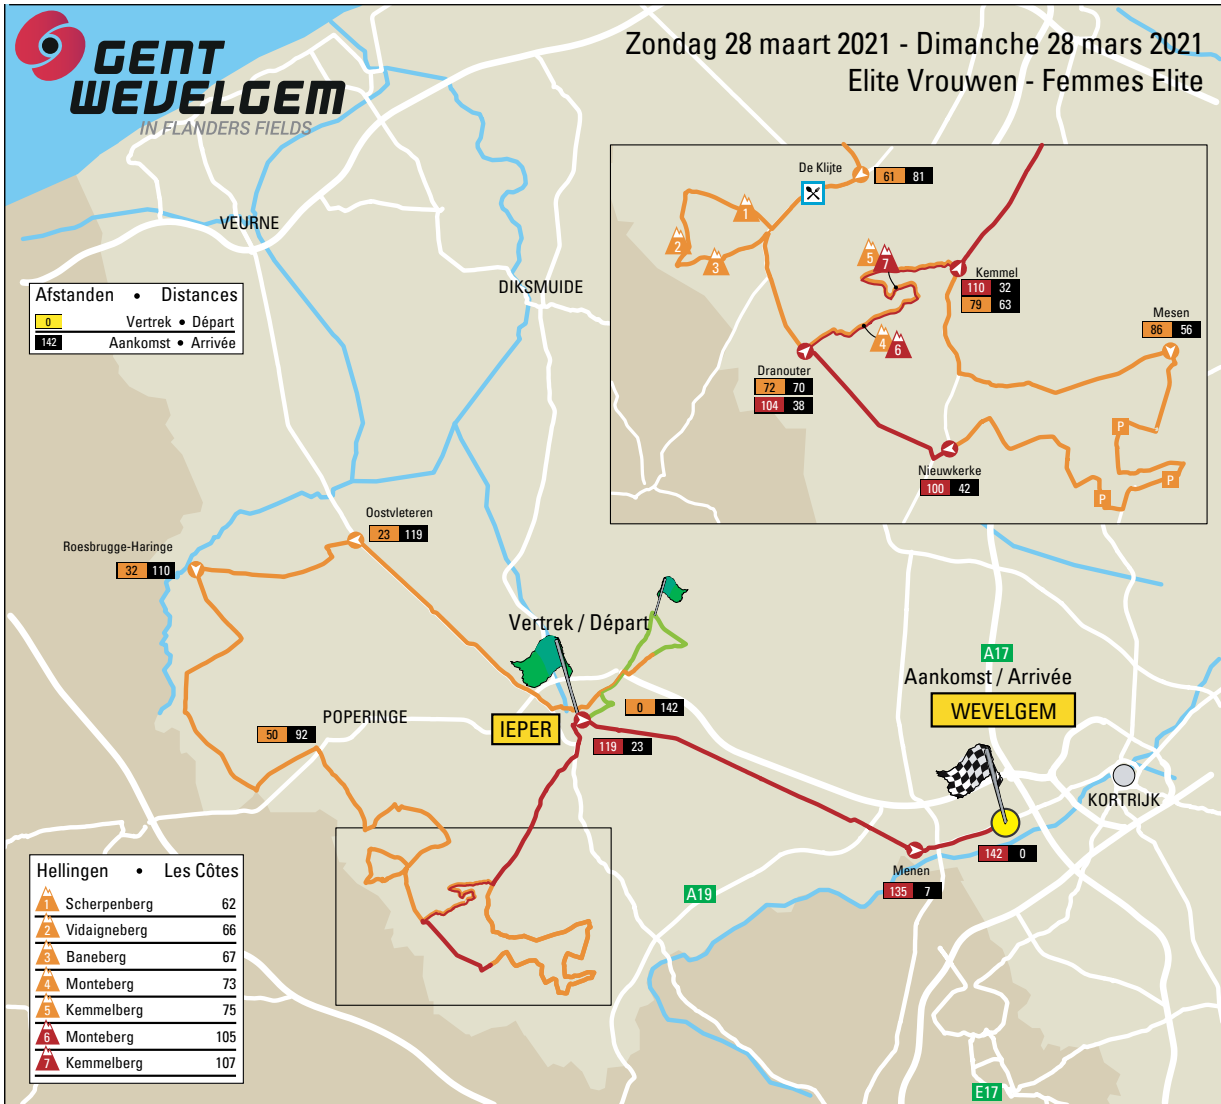 GENT
WEVELGEM
IN FLANDERS FIELDS
Zondag 28 maart 2021 - Dimanche 28 mars 2021
Elite Vrouwen - Femmes Elite
VEURNE
DIKSMUIDE
Afstanden • Distances
0 Vertrek • Départ
142 Aankomst • Arrivée
De Klijte
61 81
1
2
3
5
7
Kemmel
110 32
79 63
Mesen
86 56
4
6
Dranouter
72 70
104 38
P
P
P
Nieuwkerke
100 42
Oostvleteren
23 119
Roesbrugge-Haringe
32 110
Vertrek / Départ
IEPER
0 142
119 23
POPERINGE
50 92
A17
Aankomst / Arrivée
WEVELGEM
KORTRIJK
142 0
Menen
135 7
A19
E17
Hellingen • Les Côtes
1 Scherpenberg 62
2 Vidaigneberg 66
3 Baneberg 67
4 Monteberg 73
5 Kemmelberg 75
6 Monteberg 105
7 Kemmelberg 107